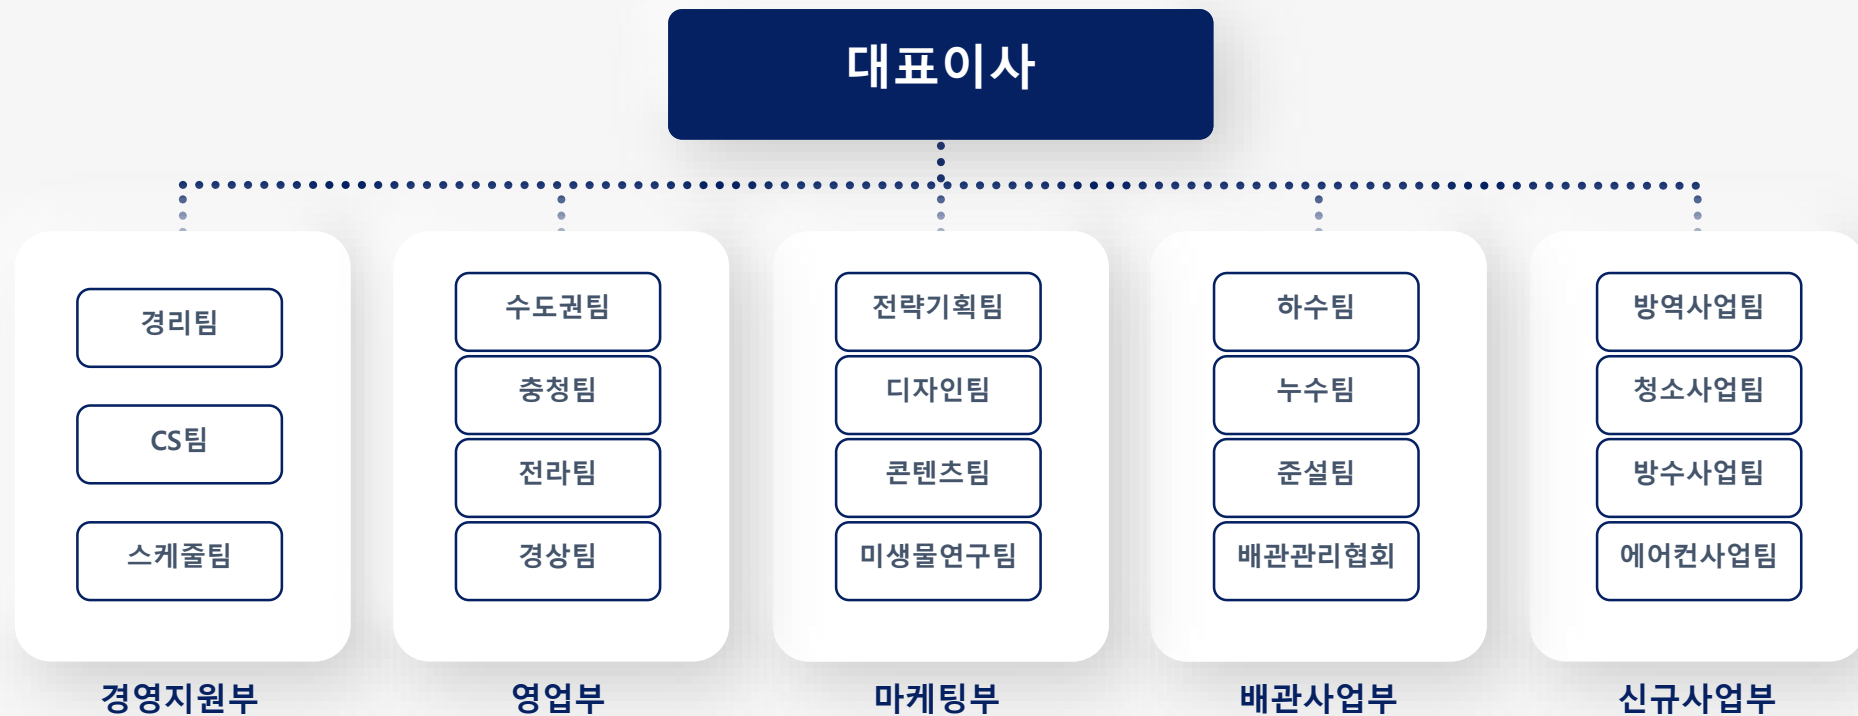 대표이사
경리팀
CS팀
스케줄팀
경영지원부
수도권팀
충청팀
전라팀
경상팀
영업부
전략기획팀
디자인팀
콘텐츠팀
미생물연구팀
마케팅부
하수팀
누수팀
준설팀
배관관리협회
배관사업부
방역사업팀
청소사업팀
방수사업팀
에어컨사업팀
신규사업부